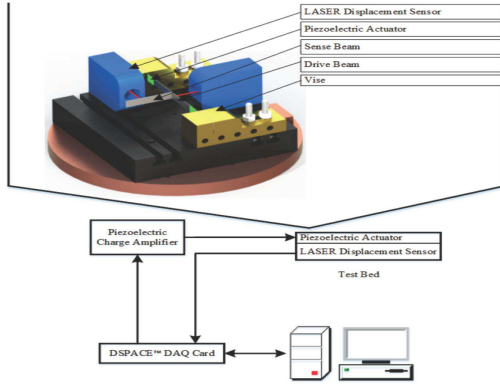 LASER Displacement Sensor
Piezoelectric Actuator
Sense Beam
Drive Beam
Vise
Piezoelectric
Charge Amplifier
Piezoelectric Actuator
LASER Displacement Sensor
Test Bed
DSPACE™ DAQ Card